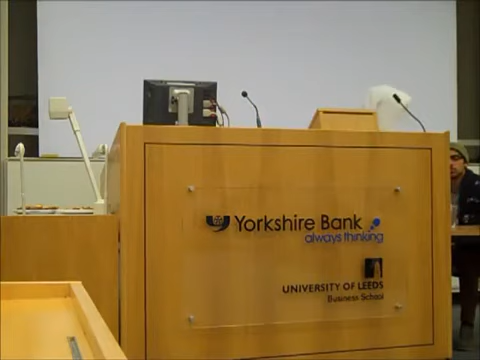 Yorkshire Bank
always thinking
UNIVERSITY OF LEEDS
Business School